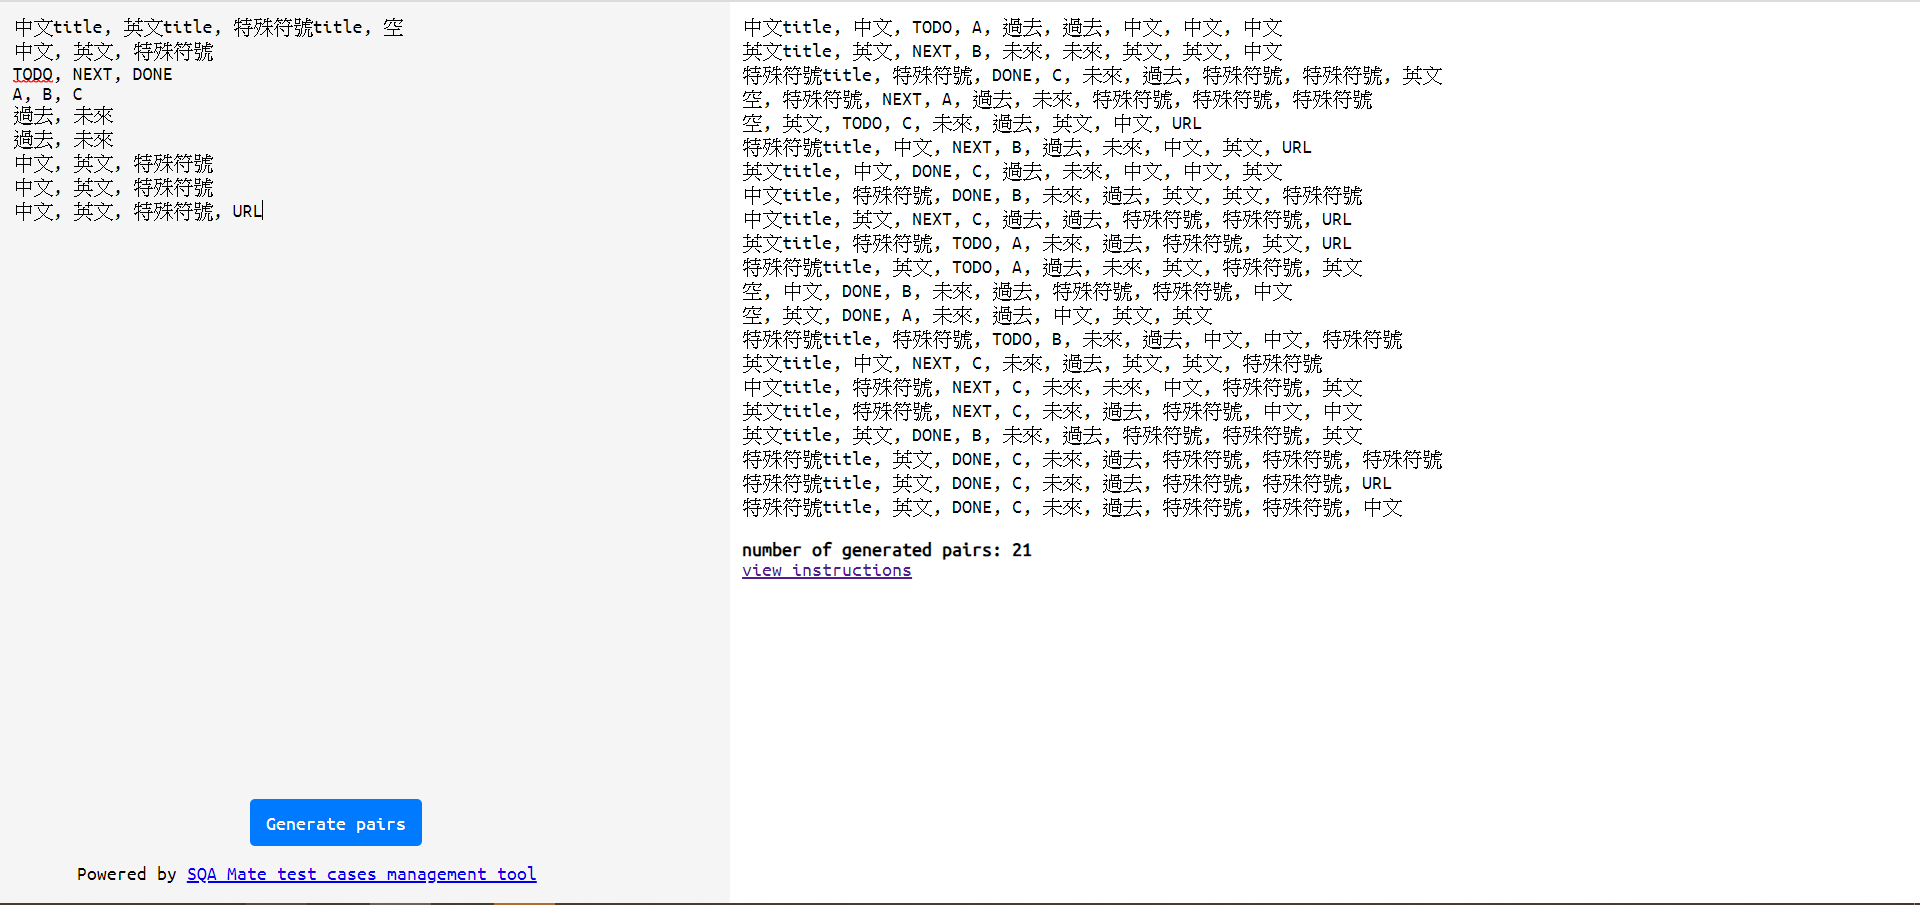 中文title, 英文title, 特殊符號title, 空
中文, 英文, 特殊符號
TODO, NEXT, DONE
A, B, C
過去, 未來
過去, 未來
中文, 英文, 特殊符號
中文, 英文, 特殊符號
中文, 英文, 特殊符號, URL
Generate pairs
Powered by SQA Mate test cases management tool
中文title, 中文, TODO, A, 過去, 過去, 中文, 中文, 中文
英文title, 英文, NEXT, B, 未來, 未來, 英文, 英文, 中文
特殊符號title, 特殊符號, DONE, C, 未來, 過去, 特殊符號, 特殊符號, 英文
空, 特殊符號, NEXT, A, 過去, 未來, 特殊符號, 特殊符號, 特殊符號
空, 英文, TODO, C, 未來, 過去, 英文, 中文, URL
特殊符號title, 中文, NEXT, B, 過去, 未來, 中文, 英文, URL
英文title, 中文, DONE, C, 過去, 未來, 中文, 中文, 英文
中文title, 特殊符號, DONE, B, 未來, 過去, 英文, 英文, 特殊符號
中文title, 英文, NEXT, C, 過去, 過去, 特殊符號, 特殊符號, URL
英文title, 特殊符號, TODO, A, 未來, 過去, 特殊符號, 英文, URL
特殊符號title, 英文, TODO, A, 過去, 未來, 英文, 特殊符號, 英文
空, 中文, DONE, B, 未來, 過去, 特殊符號, 特殊符號, 中文
空, 英文, DONE, A, 未來, 過去, 中文, 英文, 英文
特殊符號title, 特殊符號, TODO, B, 未來, 過去, 中文, 中文, 特殊符號
英文title, 中文, NEXT, C, 未來, 過去, 英文, 英文, 特殊符號
中文title, 特殊符號, NEXT, C, 未來, 未來, 中文, 特殊符號, 英文
英文title, 特殊符號, NEXT, C, 未來, 過去, 特殊符號, 中文, 中文
英文title, 英文, DONE, B, 未來, 過去, 特殊符號, 特殊符號, 英文
特殊符號title, 英文, DONE, C, 未來, 過去, 特殊符號, 特殊符號, 特殊符號
特殊符號title, 英文, DONE, C, 未來, 過去, 特殊符號, 特殊符號, URL
特殊符號title, 英文, DONE, C, 未來, 過去, 特殊符號, 特殊符號, 中文
number of generated pairs: 21
view instructions